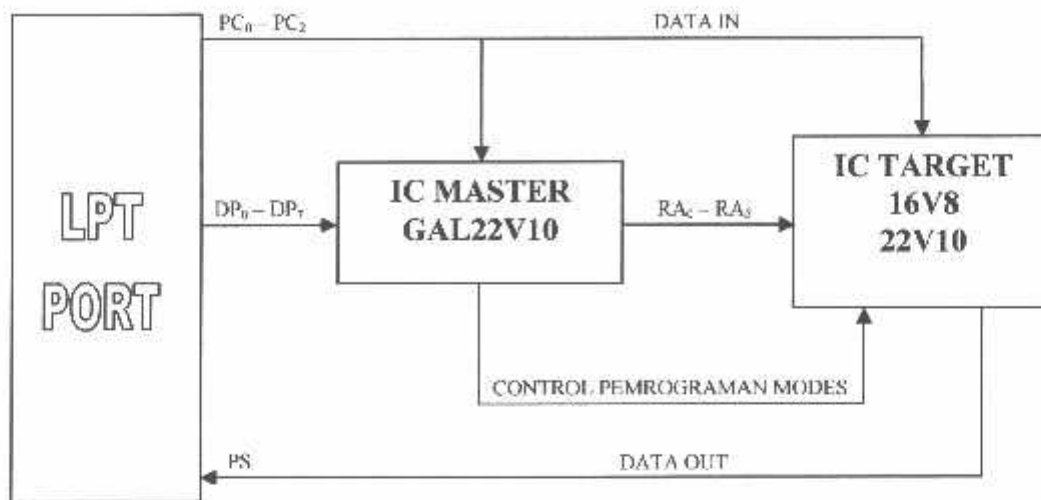 PC₀ – PC₂
DATA IN
LPT
PORT
DP₀ – DP₇
IC MASTER
GAL22V10
RA₀ – RA₅
IC TARGET
16V8
22V10
CONTROL PEMROGRAMAN MODES
PS
DATA OUT